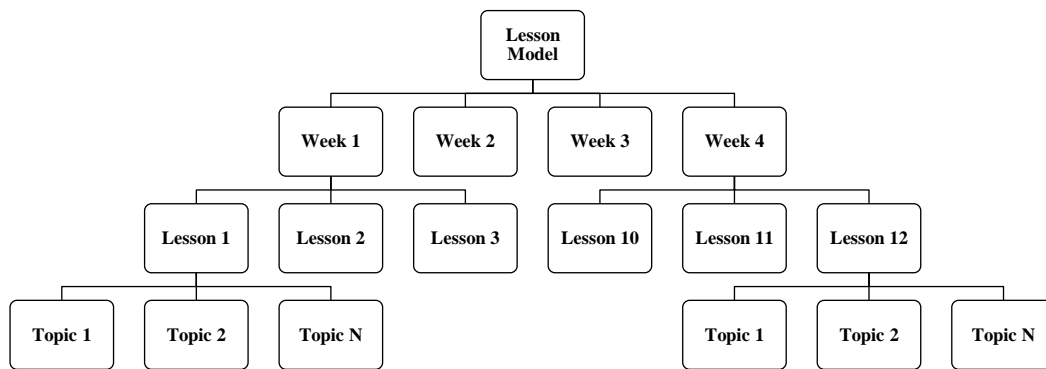 Lesson
Model
Week 1
Week 2
Week 3
Week 4
Lesson 1
Lesson 2
Lesson 3
Lesson 10
Lesson 11
Lesson 12
Topic 1
Topic 2
Topic N
Topic 1
Topic 2
Topic N